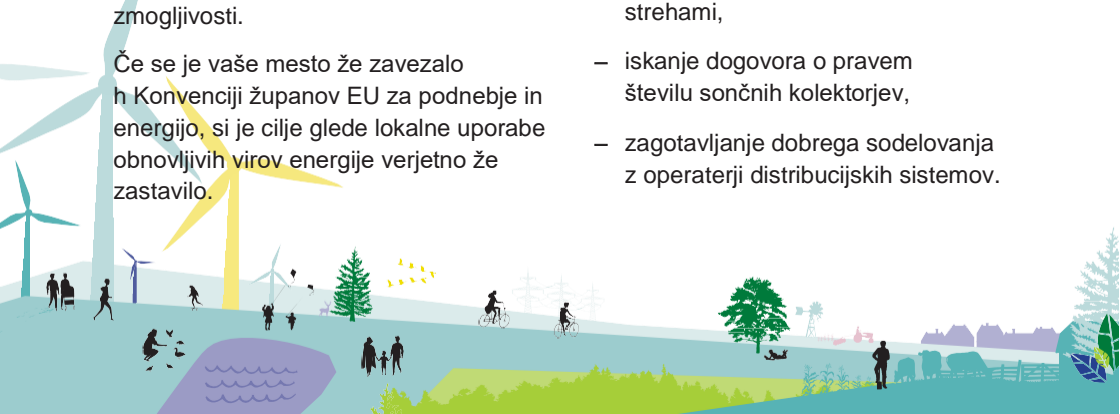 zmogljivosti.
Če se je vaše mesto že zavezalo
h Konvenciji županov EU za podnebje in
energijo, si je cilje glede lokalne uporabe
obnovljivih virov energije verjetno že
zastavilo.
strehami,
– iskanje dogovora o pravem
številu sončnih kolektorjev,
– zagotavljanje dobrega sodelovanja
z operaterji distribucijskih sistemov.